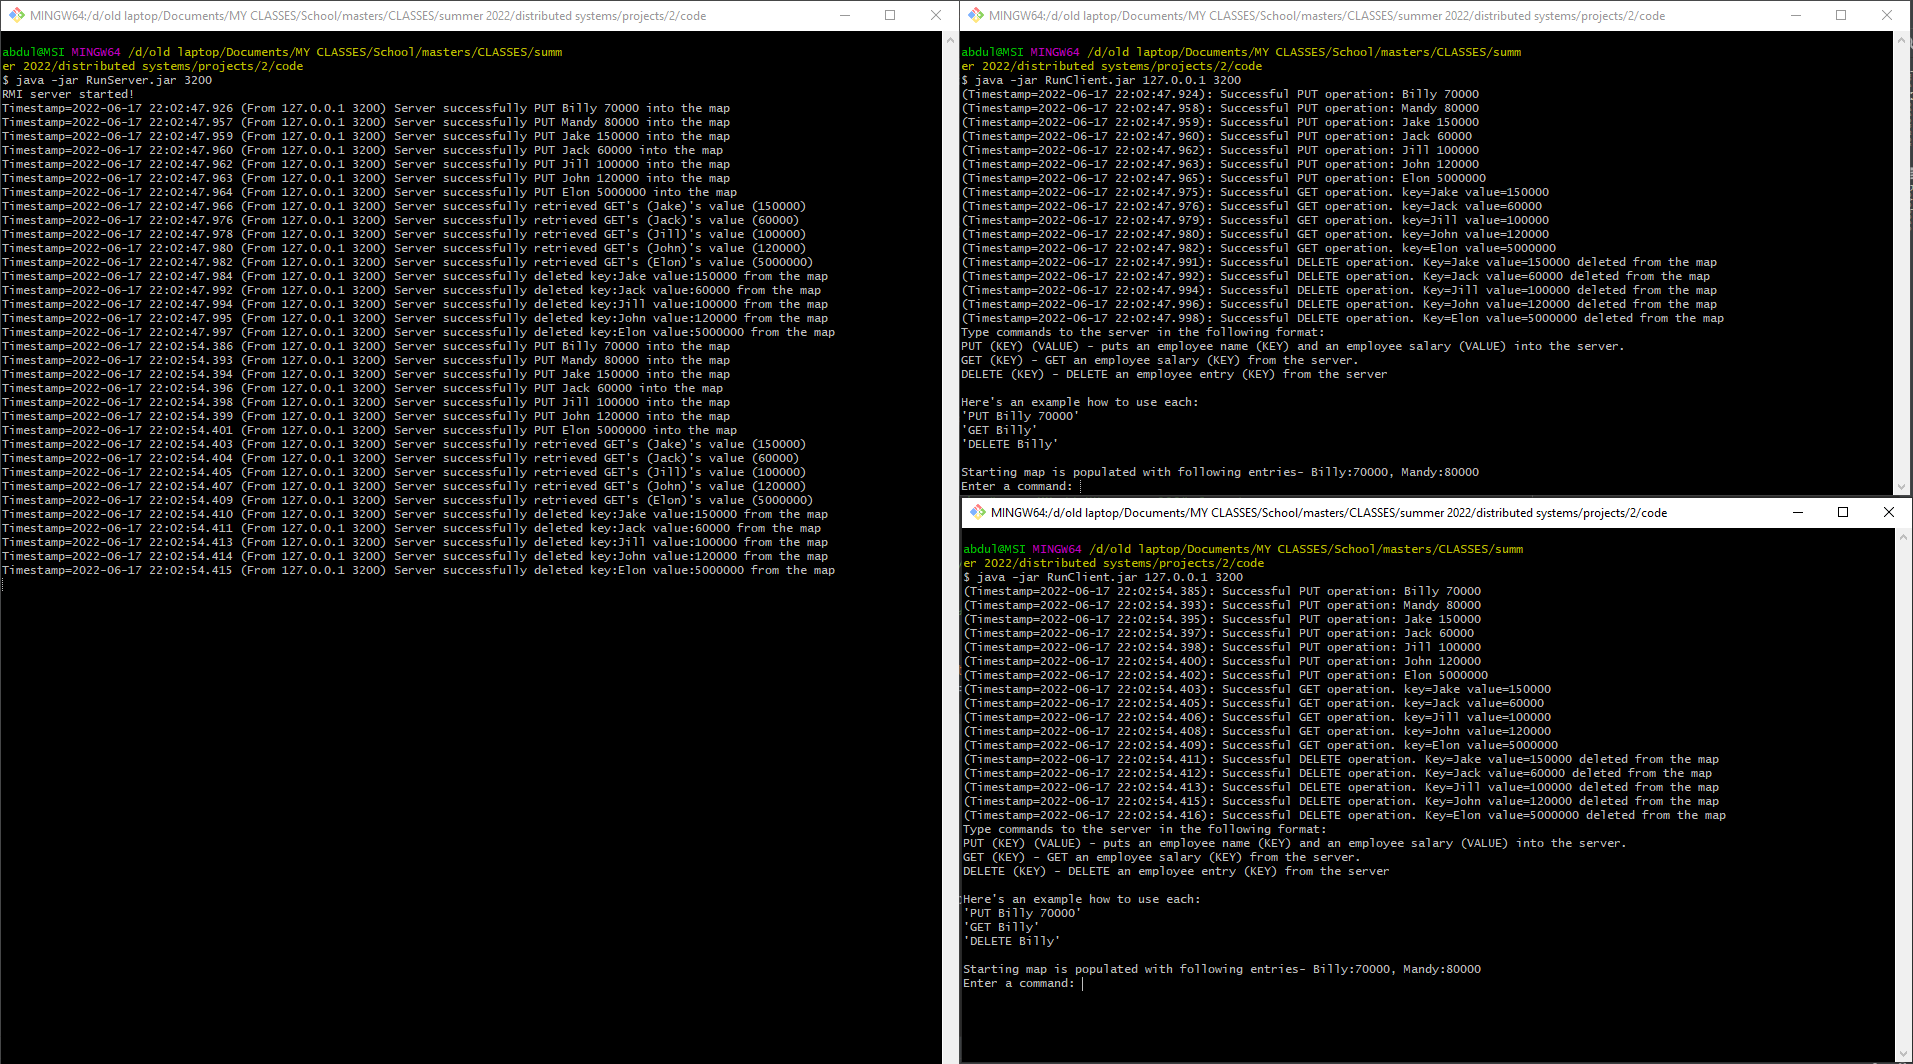 MINGW64:/d/old laptop/Documents/MY CLASSES/School/masters/CLASSES/summer 2022/distributed systems/projects/2/code
abdul@MSI MINGW64 /d/old laptop/Documents/MY CLASSES/School/masters/CLASSES/summ
er 2022/distributed systems/projects/2/code
$ java -jar RunServer.jar 3200
RMI server started!
Timestamp=2022-06-17 22:02:47.926 (From 127.0.0.1 3200) Server successfully PUT Billy 70000 into the map
Timestamp=2022-06-17 22:02:47.957 (From 127.0.0.1 3200) Server successfully PUT Mandy 80000 into the map
Timestamp=2022-06-17 22:02:47.959 (From 127.0.0.1 3200) Server successfully PUT Jake 150000 into the map
Timestamp=2022-06-17 22:02:47.960 (From 127.0.0.1 3200) Server successfully PUT Jack 60000 into the map
Timestamp=2022-06-17 22:02:47.962 (From 127.0.0.1 3200) Server successfully PUT Jill 100000 into the map
Timestamp=2022-06-17 22:02:47.963 (From 127.0.0.1 3200) Server successfully PUT John 120000 into the map
Timestamp=2022-06-17 22:02:47.964 (From 127.0.0.1 3200) Server successfully PUT Elon 5000000 into the map
Timestamp=2022-06-17 22:02:47.966 (From 127.0.0.1 3200) Server successfully retrieved GET's (Jake)'s value (150000)
Timestamp=2022-06-17 22:02:47.976 (From 127.0.0.1 3200) Server successfully retrieved GET's (Jack)'s value (60000)
Timestamp=2022-06-17 22:02:47.978 (From 127.0.0.1 3200) Server successfully retrieved GET's (Jill)'s value (100000)
Timestamp=2022-06-17 22:02:47.980 (From 127.0.0.1 3200) Server successfully retrieved GET's (John)'s value (120000)
Timestamp=2022-06-17 22:02:47.982 (From 127.0.0.1 3200) Server successfully retrieved GET's (Elon)'s value (5000000)
Timestamp=2022-06-17 22:02:47.984 (From 127.0.0.1 3200) Server successfully deleted key:Jake value:150000 from the map
Timestamp=2022-06-17 22:02:47.992 (From 127.0.0.1 3200) Server successfully deleted key:Jack value:60000 from the map
Timestamp=2022-06-17 22:02:47.994 (From 127.0.0.1 3200) Server successfully deleted key:Jill value:100000 from the map
Timestamp=2022-06-17 22:02:47.995 (From 127.0.0.1 3200) Server successfully deleted key:John value:120000 from the map
Timestamp=2022-06-17 22:02:47.997 (From 127.0.0.1 3200) Server successfully deleted key:Elon value:5000000 from the map
Timestamp=2022-06-17 22:02:54.386 (From 127.0.0.1 3200) Server successfully PUT Billy 70000 into the map
Timestamp=2022-06-17 22:02:54.393 (From 127.0.0.1 3200) Server successfully PUT Mandy 80000 into the map
Timestamp=2022-06-17 22:02:54.394 (From 127.0.0.1 3200) Server successfully PUT Jake 150000 into the map
Timestamp=2022-06-17 22:02:54.396 (From 127.0.0.1 3200) Server successfully PUT Jack 60000 into the map
Timestamp=2022-06-17 22:02:54.398 (From 127.0.0.1 3200) Server successfully PUT Jill 100000 into the map
Timestamp=2022-06-17 22:02:54.399 (From 127.0.0.1 3200) Server successfully PUT John 120000 into the map
Timestamp=2022-06-17 22:02:54.401 (From 127.0.0.1 3200) Server successfully PUT Elon 5000000 into the map
Timestamp=2022-06-17 22:02:54.403 (From 127.0.0.1 3200) Server successfully retrieved GET's (Jake)'s value (150000)
Timestamp=2022-06-17 22:02:54.404 (From 127.0.0.1 3200) Server successfully retrieved GET's (Jack)'s value (60000)
Timestamp=2022-06-17 22:02:54.405 (From 127.0.0.1 3200) Server successfully retrieved GET's (Jill)'s value (100000)
Timestamp=2022-06-17 22:02:54.407 (From 127.0.0.1 3200) Server successfully retrieved GET's (John)'s value (120000)
Timestamp=2022-06-17 22:02:54.409 (From 127.0.0.1 3200) Server successfully retrieved GET's (Elon)'s value (5000000)
Timestamp=2022-06-17 22:02:54.410 (From 127.0.0.1 3200) Server successfully deleted key:Jake value:150000 from the map
Timestamp=2022-06-17 22:02:54.411 (From 127.0.0.1 3200) Server successfully deleted key:Jack value:60000 from the map
Timestamp=2022-06-17 22:02:54.413 (From 127.0.0.1 3200) Server successfully deleted key:Jill value:100000 from the map
Timestamp=2022-06-17 22:02:54.414 (From 127.0.0.1 3200) Server successfully deleted key:John value:120000 from the map
Timestamp=2022-06-17 22:02:54.415 (From 127.0.0.1 3200) Server successfully deleted key:Elon value:5000000 from the map
MINGW64:/d/old laptop/Documents/MY CLASSES/School/masters/CLASSES/summer 2022/distributed systems/projects/2/code
abdul@MSI MINGW64 /d/old laptop/Documents/MY CLASSES/School/masters/CLASSES/summ
er 2022/distributed systems/projects/2/code
$ java -jar RunClient.jar 127.0.0.1 3200
(Timestamp=2022-06-17 22:02:47.924): Successful PUT operation: Billy 70000
(Timestamp=2022-06-17 22:02:47.958): Successful PUT operation: Mandy 80000
(Timestamp=2022-06-17 22:02:47.959): Successful PUT operation: Jake 150000
(Timestamp=2022-06-17 22:02:47.960): Successful PUT operation: Jack 60000
(Timestamp=2022-06-17 22:02:47.962): Successful PUT operation: Jill 100000
(Timestamp=2022-06-17 22:02:47.963): Successful PUT operation: John 120000
(Timestamp=2022-06-17 22:02:47.965): Successful PUT operation: Elon 5000000
(Timestamp=2022-06-17 22:02:47.975): Successful GET operation. key=Jake value=150000
(Timestamp=2022-06-17 22:02:47.976): Successful GET operation. key=Jack value=60000
(Timestamp=2022-06-17 22:02:47.979): Successful GET operation. key=Jill value=100000
(Timestamp=2022-06-17 22:02:47.980): Successful GET operation. key=John value=120000
(Timestamp=2022-06-17 22:02:47.982): Successful GET operation. key=Elon value=5000000
(Timestamp=2022-06-17 22:02:47.991): Successful DELETE operation. Key=Jake value=150000 deleted from the map
(Timestamp=2022-06-17 22:02:47.992): Successful DELETE operation. Key=Jack value=60000 deleted from the map
(Timestamp=2022-06-17 22:02:47.994): Successful DELETE operation. Key=Jill value=100000 deleted from the map
(Timestamp=2022-06-17 22:02:47.996): Successful DELETE operation. Key=John value=120000 deleted from the map
(Timestamp=2022-06-17 22:02:47.998): Successful DELETE operation. Key=Elon value=5000000 deleted from the map
Type commands to the server in the following format:
PUT (KEY) (VALUE) - puts an employee name (KEY) and an employee salary (VALUE) into the server.
GET (KEY) - GET an employee salary (KEY) from the server.
DELETE (KEY) - DELETE an employee entry (KEY) from the server
Here's an example how to use each:
'PUT Billy 70000'
'GET Billy'
'DELETE Billy'
Starting map is populated with following entries- Billy:70000, Mandy:80000
Enter a command:
MINGW64:/d/old laptop/Documents/MY CLASSES/School/masters/CLASSES/summer 2022/distributed systems/projects/2/code
abdul@MSI MINGW64 /d/old laptop/Documents/MY CLASSES/School/masters/CLASSES/summ
er 2022/distributed systems/projects/2/code
$ java -jar RunClient.jar 127.0.0.1 3200
(Timestamp=2022-06-17 22:02:54.385): Successful PUT operation: Billy 70000
(Timestamp=2022-06-17 22:02:54.393): Successful PUT operation: Mandy 80000
(Timestamp=2022-06-17 22:02:54.395): Successful PUT operation: Jake 150000
(Timestamp=2022-06-17 22:02:54.397): Successful PUT operation: Jack 60000
(Timestamp=2022-06-17 22:02:54.398): Successful PUT operation: Jill 100000
(Timestamp=2022-06-17 22:02:54.400): Successful PUT operation: John 120000
(Timestamp=2022-06-17 22:02:54.402): Successful PUT operation: Elon 5000000
(Timestamp=2022-06-17 22:02:54.403): Successful GET operation. key=Jake value=150000
(Timestamp=2022-06-17 22:02:54.405): Successful GET operation. key=Jack value=60000
(Timestamp=2022-06-17 22:02:54.406): Successful GET operation. key=Jill value=100000
(Timestamp=2022-06-17 22:02:54.408): Successful GET operation. key=John value=120000
(Timestamp=2022-06-17 22:02:54.409): Successful GET operation. key=Elon value=5000000
(Timestamp=2022-06-17 22:02:54.411): Successful DELETE operation. Key=Jake value=150000 deleted from the map
(Timestamp=2022-06-17 22:02:54.412): Successful DELETE operation. Key=Jack value=60000 deleted from the map
(Timestamp=2022-06-17 22:02:54.413): Successful DELETE operation. Key=Jill value=100000 deleted from the map
(Timestamp=2022-06-17 22:02:54.415): Successful DELETE operation. Key=John value=120000 deleted from the map
(Timestamp=2022-06-17 22:02:54.416): Successful DELETE operation. Key=Elon value=5000000 deleted from the map
Type commands to the server in the following format:
PUT (KEY) (VALUE) - puts an employee name (KEY) and an employee salary (VALUE) into the server.
GET (KEY) - GET an employee salary (KEY) from the server.
DELETE (KEY) - DELETE an employee entry (KEY) from the server
Here's an example how to use each:
'PUT Billy 70000'
'GET Billy'
'DELETE Billy'
Starting map is populated with following entries- Billy:70000, Mandy:80000
Enter a command: